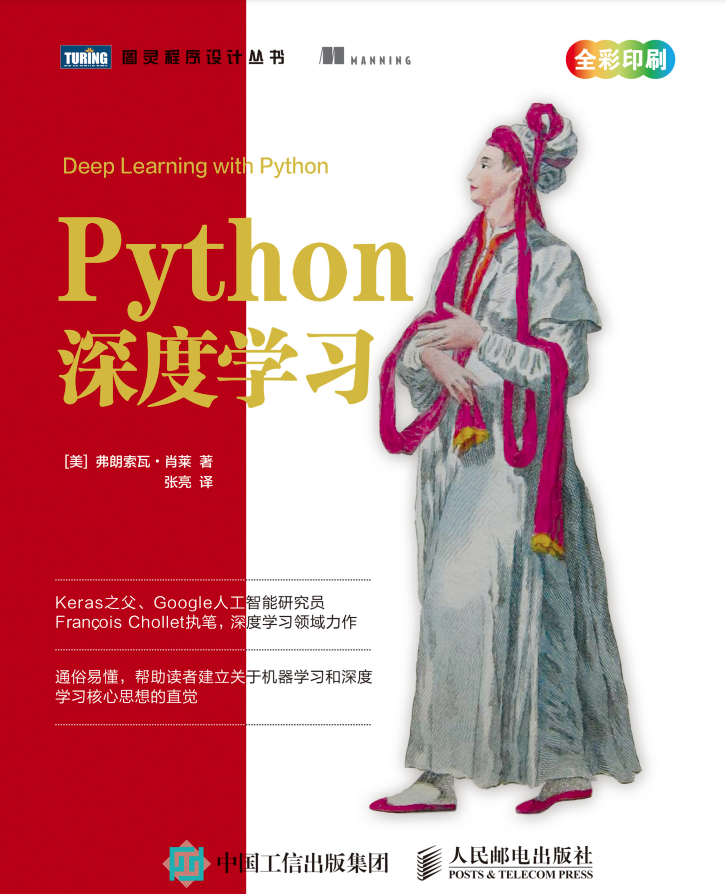 TURING 图灵程序设计丛书 MANNING 全彩印刷
Deep Learning with Python
Python
深度学习
[美] 弗朗索瓦·肖莱 著
张亮 译
Keras之父、Google人工智能研究员
François Chollet执笔，深度学习领域力作
通俗易懂，帮助读者建立关于机器学习和深度
学习核心思想的直觉
中国工信出版集团 人民邮电出版社
POSTS & TELECOM PRESS